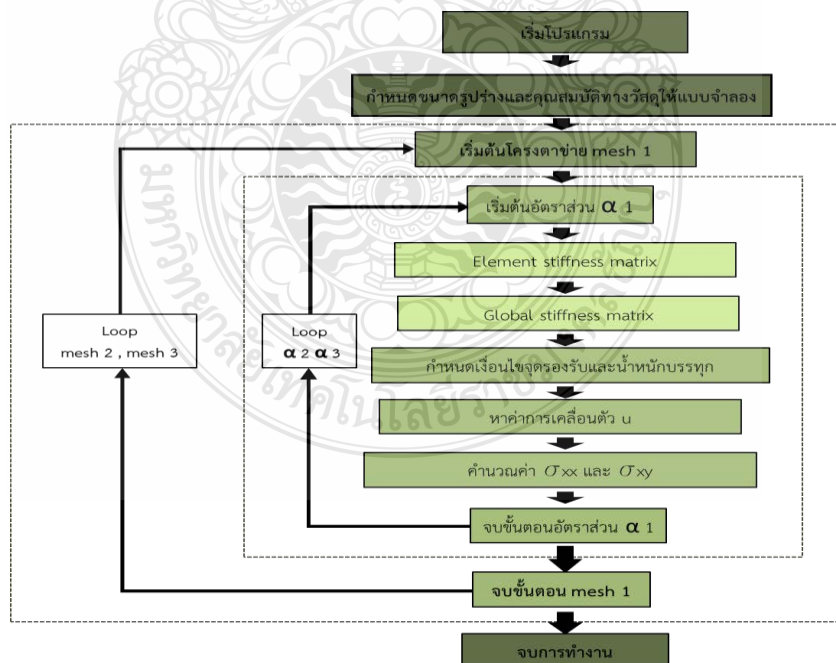 เริ่มโปรแกรม
กำหนดขนาดรูปร่างและคุณสมบัติทางวัสดุให้แบบจำลอง
เริ่มต้นโครงตาข่าย mesh 1
เริ่มต้นอัตราส่วน α 1
Element stiffness matrix
Global stiffness matrix
Loop
mesh 2 , mesh 3
Loop
α 2 α 3
กำหนดเงื่อนไขจุดรองรับและน้ำหนักบรรทุก
หาค่าการเคลื่อนตัว u
คำนวณค่า σxx และ σxy
จบขั้นตอนอัตราส่วน α 1
จบขั้นตอน mesh 1
จบการทำงาน